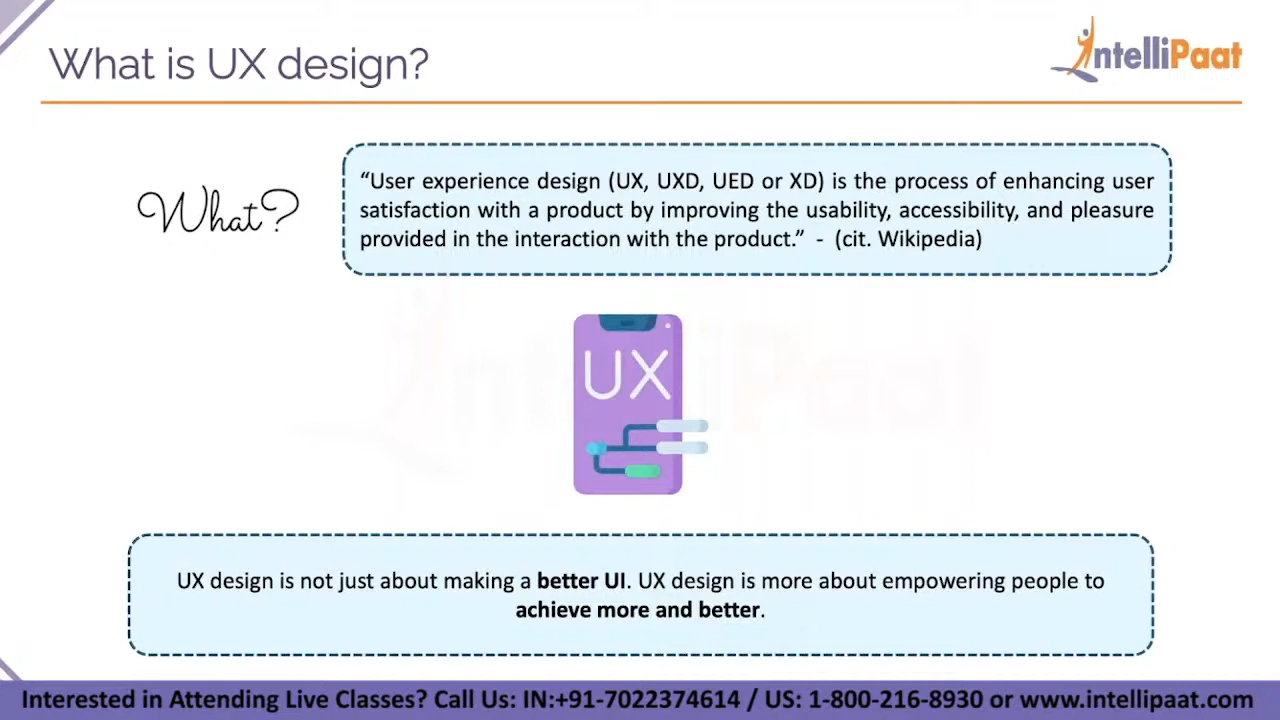 What is UX design?
IntelliPaat
What?
“User experience design (UX, UXD, UED or XD) is the process of enhancing user
satisfaction with a product by improving the usability, accessibility, and pleasure
provided in the interaction with the product.” - (cit. Wikipedia)
IntelliPaat
UX
UX design is not just about making a better UI. UX design is more about empowering people to
achieve more and better.
Interested in Attending Live Classes? Call Us: IN:+91-7022374614 / US: 1-800-216-8930 or www.intellipaat.com